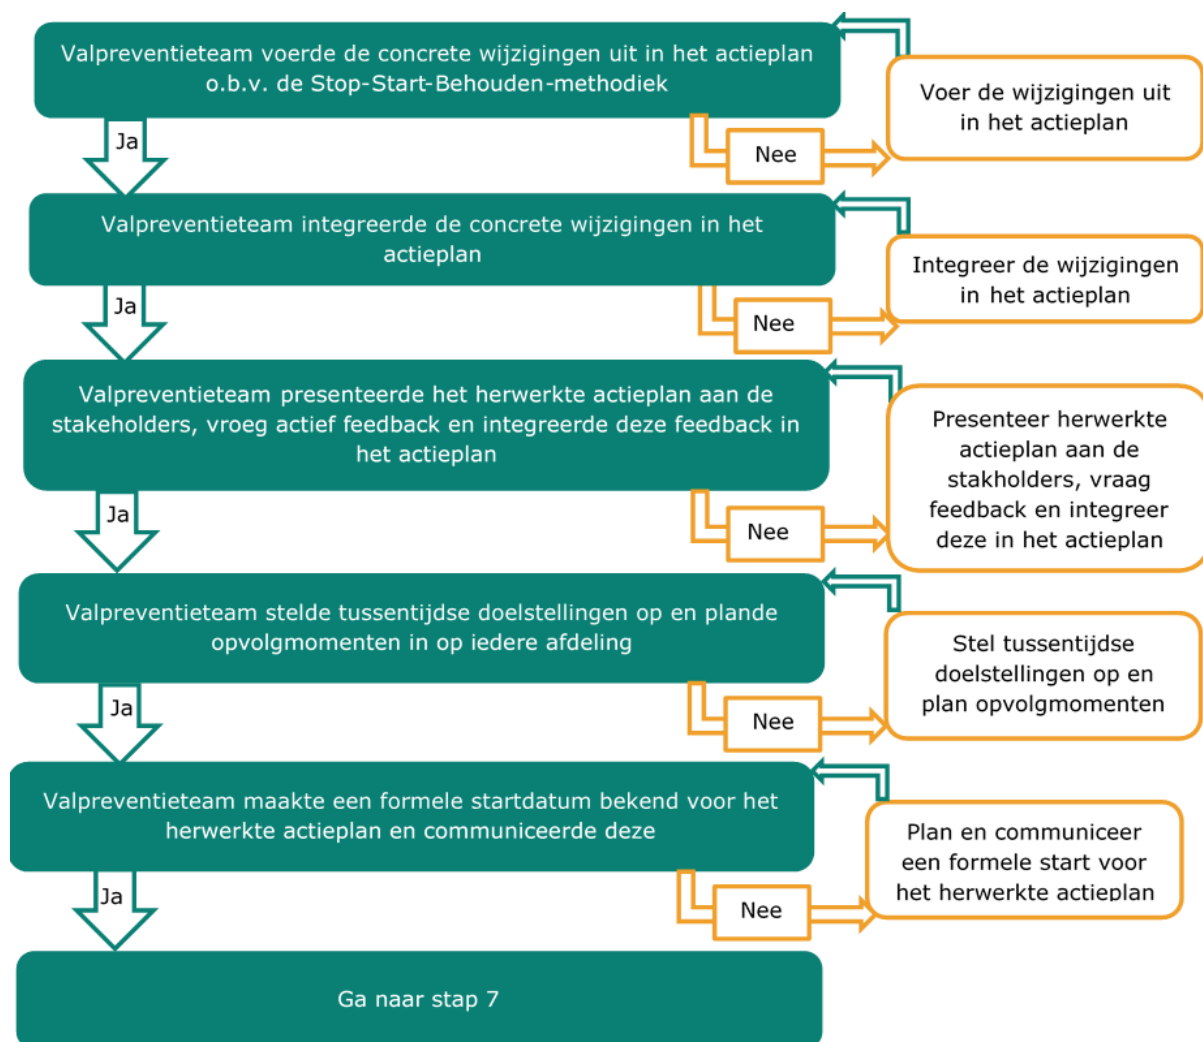 Valpreventieteam voerde de concrete wijzigingen uit in het actieplan
o.b.v. de Stop-Start-Behouden-methodiek
Voer de wijzigingen uit
in het actieplan
Ja
Nee
Valpreventieteam integreerde de concrete wijzigingen in het
actieplan
Integreer de wijzigingen
in het actieplan
Ja
Nee
Valpreventieteam presenteerde het herwerkte actieplan aan de
stakeholders, vroeg actief feedback en integreerde deze feedback in
het actieplan
Presenteer herwerkte
actieplan aan de
stakholders, vraag
feedback en integreer
deze in het actieplan
Ja
Nee
Valpreventieteam stelde tussentijdse doelstellingen op en plande
opvolgmomenten in op iedere afdeling
Stel tussentijdse
doelstellingen op en
plan opvolgmomenten
Ja
Nee
Valpreventieteam maakte een formele startdatum bekend voor het
herwerkte actieplan en communiceerde deze
Plan en communiceer
een formele start voor
het herwerkte actieplan
Ja
Nee
Ga naar stap 7